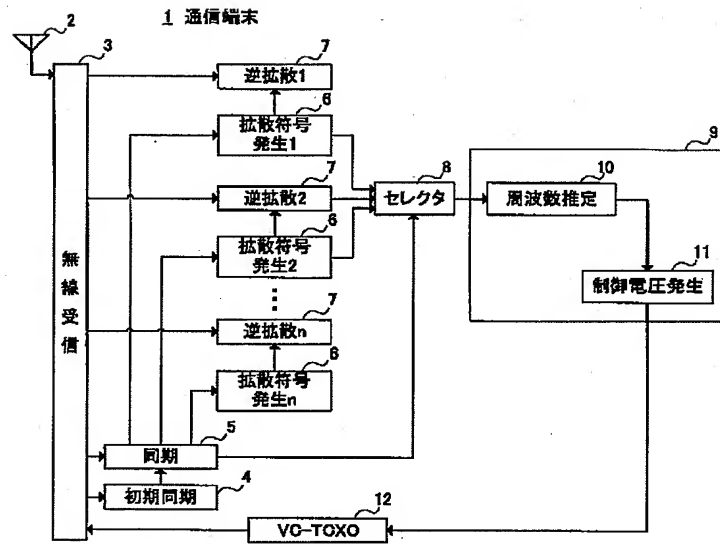 1 通信端末
2
3
無線受信
7
逆拡散1
6
拡散符号
発生1
7
逆拡散2
6
拡散符号
発生2
7
逆拡散n
6
拡散符号
発生n
5
同期
4
初期同期
8
セレクタ
9
10
周波数推定
11
制御電圧発生
12
VC-TCXO